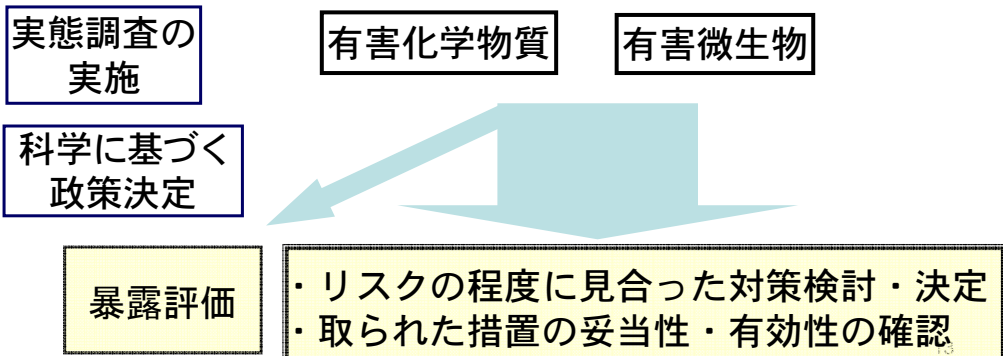 実態調査の
実施
有害化学物質
有害微生物
科学に基づく
政策決定
暴露評価
・リスクの程度に見合った対策検討・決定
・取られた措置の妥当性・有効性の確認
13